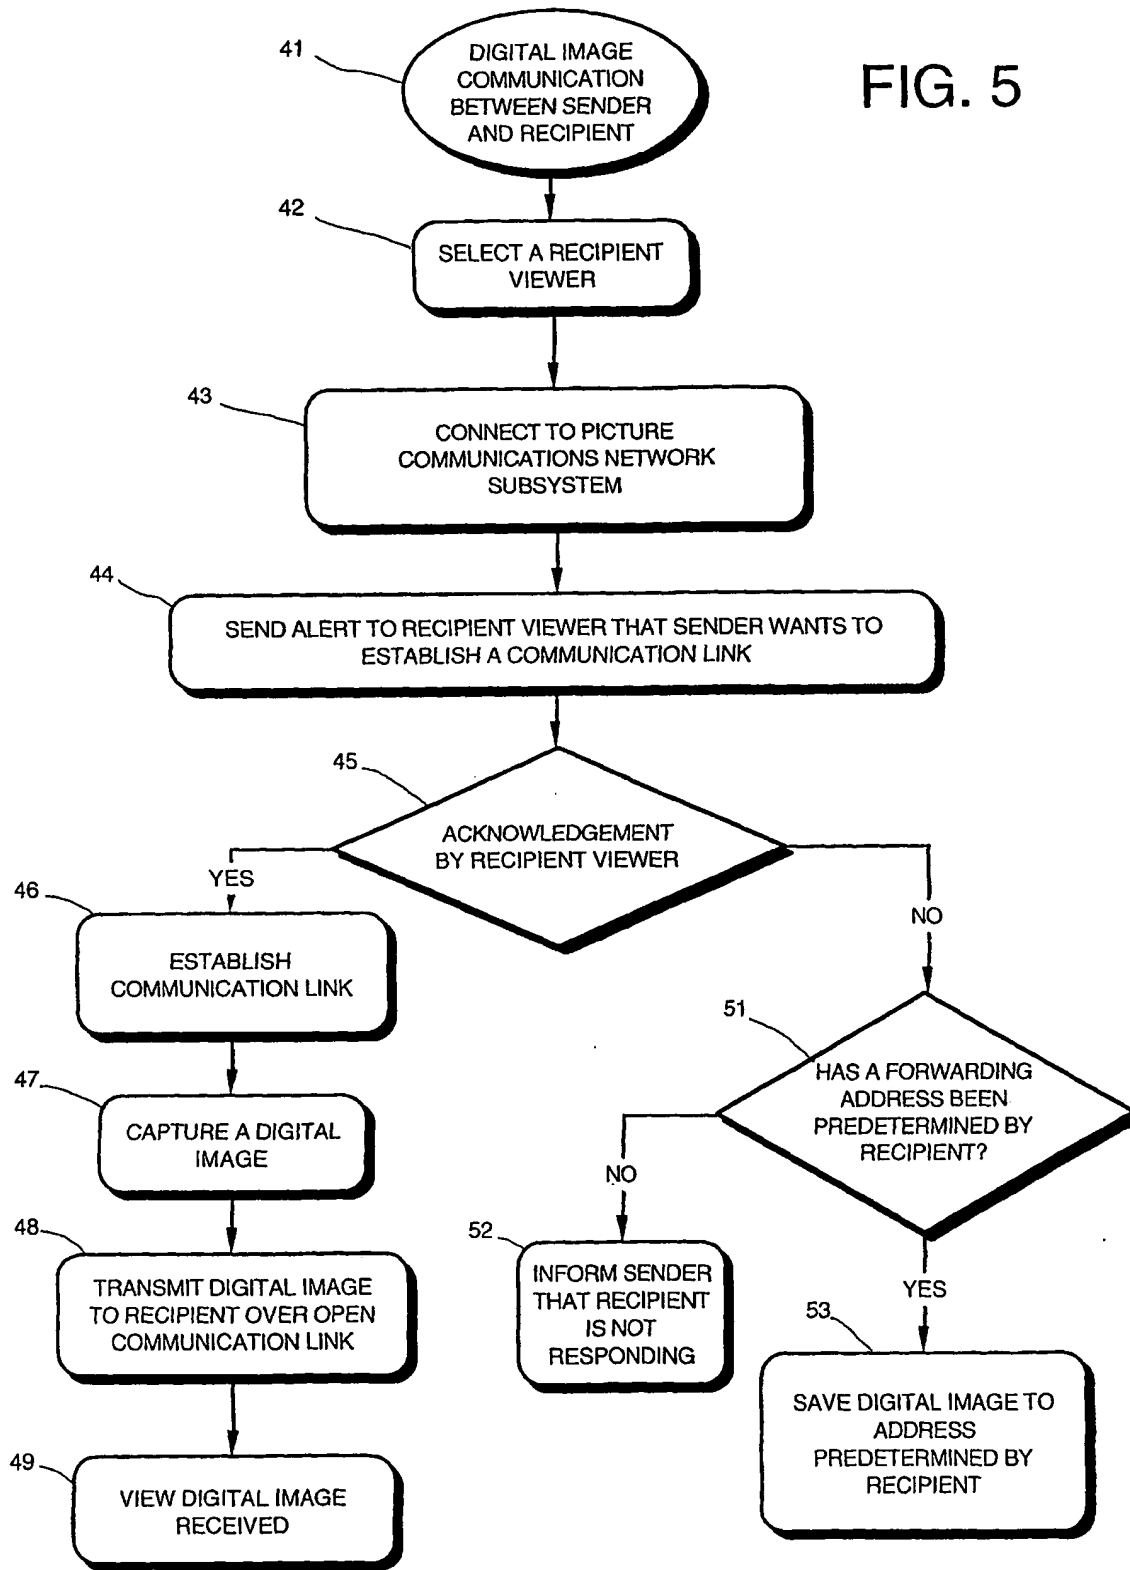 FIG. 5
41
DIGITAL IMAGE
COMMUNICATION
BETWEEN SENDER
AND RECIPIENT
42
SELECT A RECIPIENT
VIEWER
43
CONNECT TO PICTURE
COMMUNICATIONS NETWORK
SUBSYSTEM
44
SEND ALERT TO RECIPIENT VIEWER THAT SENDER WANTS TO
ESTABLISH A COMMUNICATION LINK
45
ACKNOWLEDGEMENT
BY RECIPIENT VIEWER
YES
46
ESTABLISH
COMMUNICATION LINK
47
CAPTURE A DIGITAL
IMAGE
48
TRANSMIT DIGITAL IMAGE
TO RECIPIENT OVER OPEN
COMMUNICATION LINK
49
VIEW DIGITAL IMAGE
RECEIVED
NO
51
HAS A FORWARDING
ADDRESS BEEN
PREDETERMINED BY
RECIPIENT?
NO
52
INFORM SENDER
THAT RECIPIENT
IS NOT
RESPONDING
YES
53
SAVE DIGITAL IMAGE TO
ADDRESS
PREDETERMINED BY
RECIPIENT